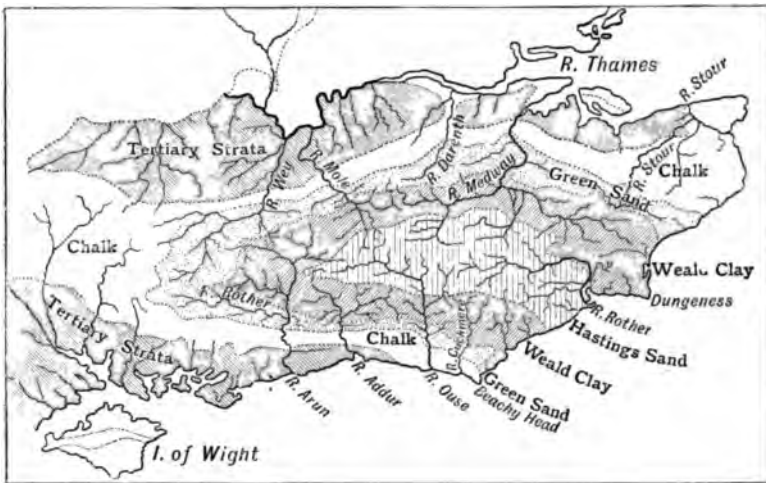 R. Thames
R. Stour
Tertiary Strata
R. Wey
R. Mole
R. Darenth
R. Medway
Green Sand
R. Stour
Chalk
Chalk
Weald Clay
Dungeness
R. Rother
Tertiary Strata
R. Rother
Chalk
R. Cuckmere
Hastings Sand
Weald Clay
Green Sand
Beachy Head
R. Arun
R. Addur
R. Ouse
I. of Wight